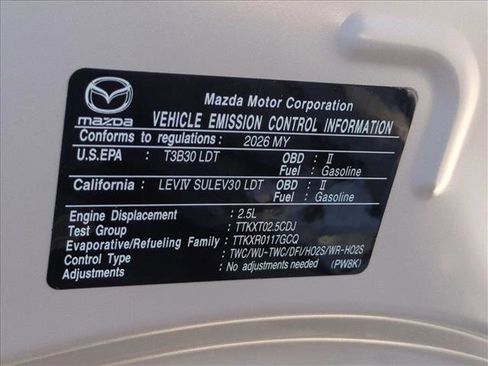 mazda
Mazda Motor Corporation
VEHICLE EMISSION CONTROL INFORMATION
Conforms to regulations: 2026 MY
U.S.EPA : T3B30 LDT OBD : II
Fuel : Gasoline
California : LEVIV SULEV30 LDT OBD : II
Fuel : Gasoline
Engine Displacement : 2.5L
Test Group : TTKXT02.5CDJ
Evaporative/Refueling Family : TTKXR0117GCQ
Control Type : TWC/WU-TWC/DFI/HO2S/WR-HO2S
Adjustments : No adjustments needed (PW8K)